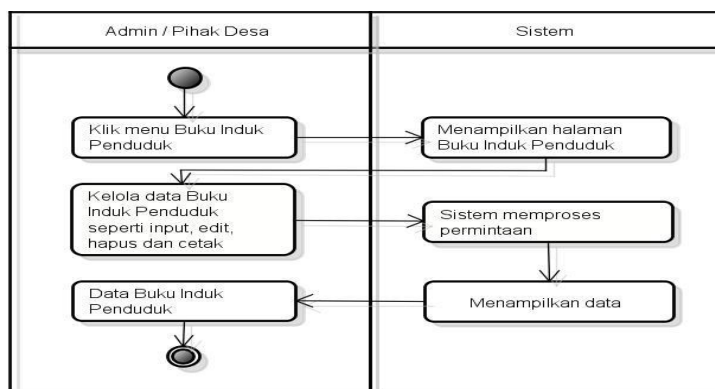 Admin / Pihak Desa
Sistem
Klik menu Buku Induk
Penduduk
Menampilkan halaman
Buku Induk Penduduk
Kelola data Buku
Induk Penduduk
seperti input, edit,
hapus dan cetak
Sistem memproses
permintaan
Data Buku Induk
Penduduk
Menampilkan data